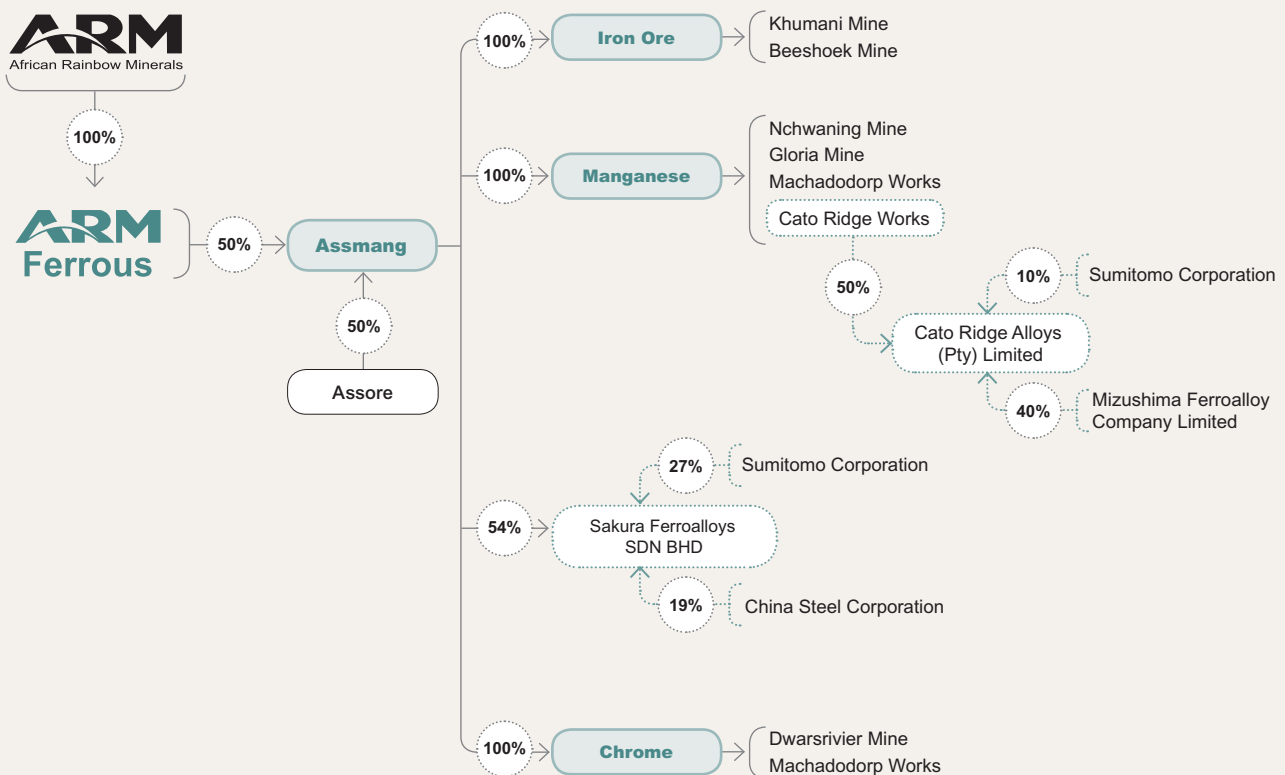 ARM
African Rainbow Minerals
100%
ARM
Ferrous
50%
Assmang
50%
Assore
100%
Iron Ore
Khumani Mine
Beeshoek Mine
100%
Manganese
Nchwaning Mine
Gloria Mine
Machadodorp Works
Cato Ridge Works
50%
10%
Sumitomo Corporation
Cato Ridge Alloys
(Pty) Limited
40%
Mizushima Ferroalloy
Company Limited
54%
27%
Sumitomo Corporation
Sakura Ferroalloys
SDN BHD
19%
China Steel Corporation
100%
Chrome
Dwarsrivier Mine
Machadodorp Works